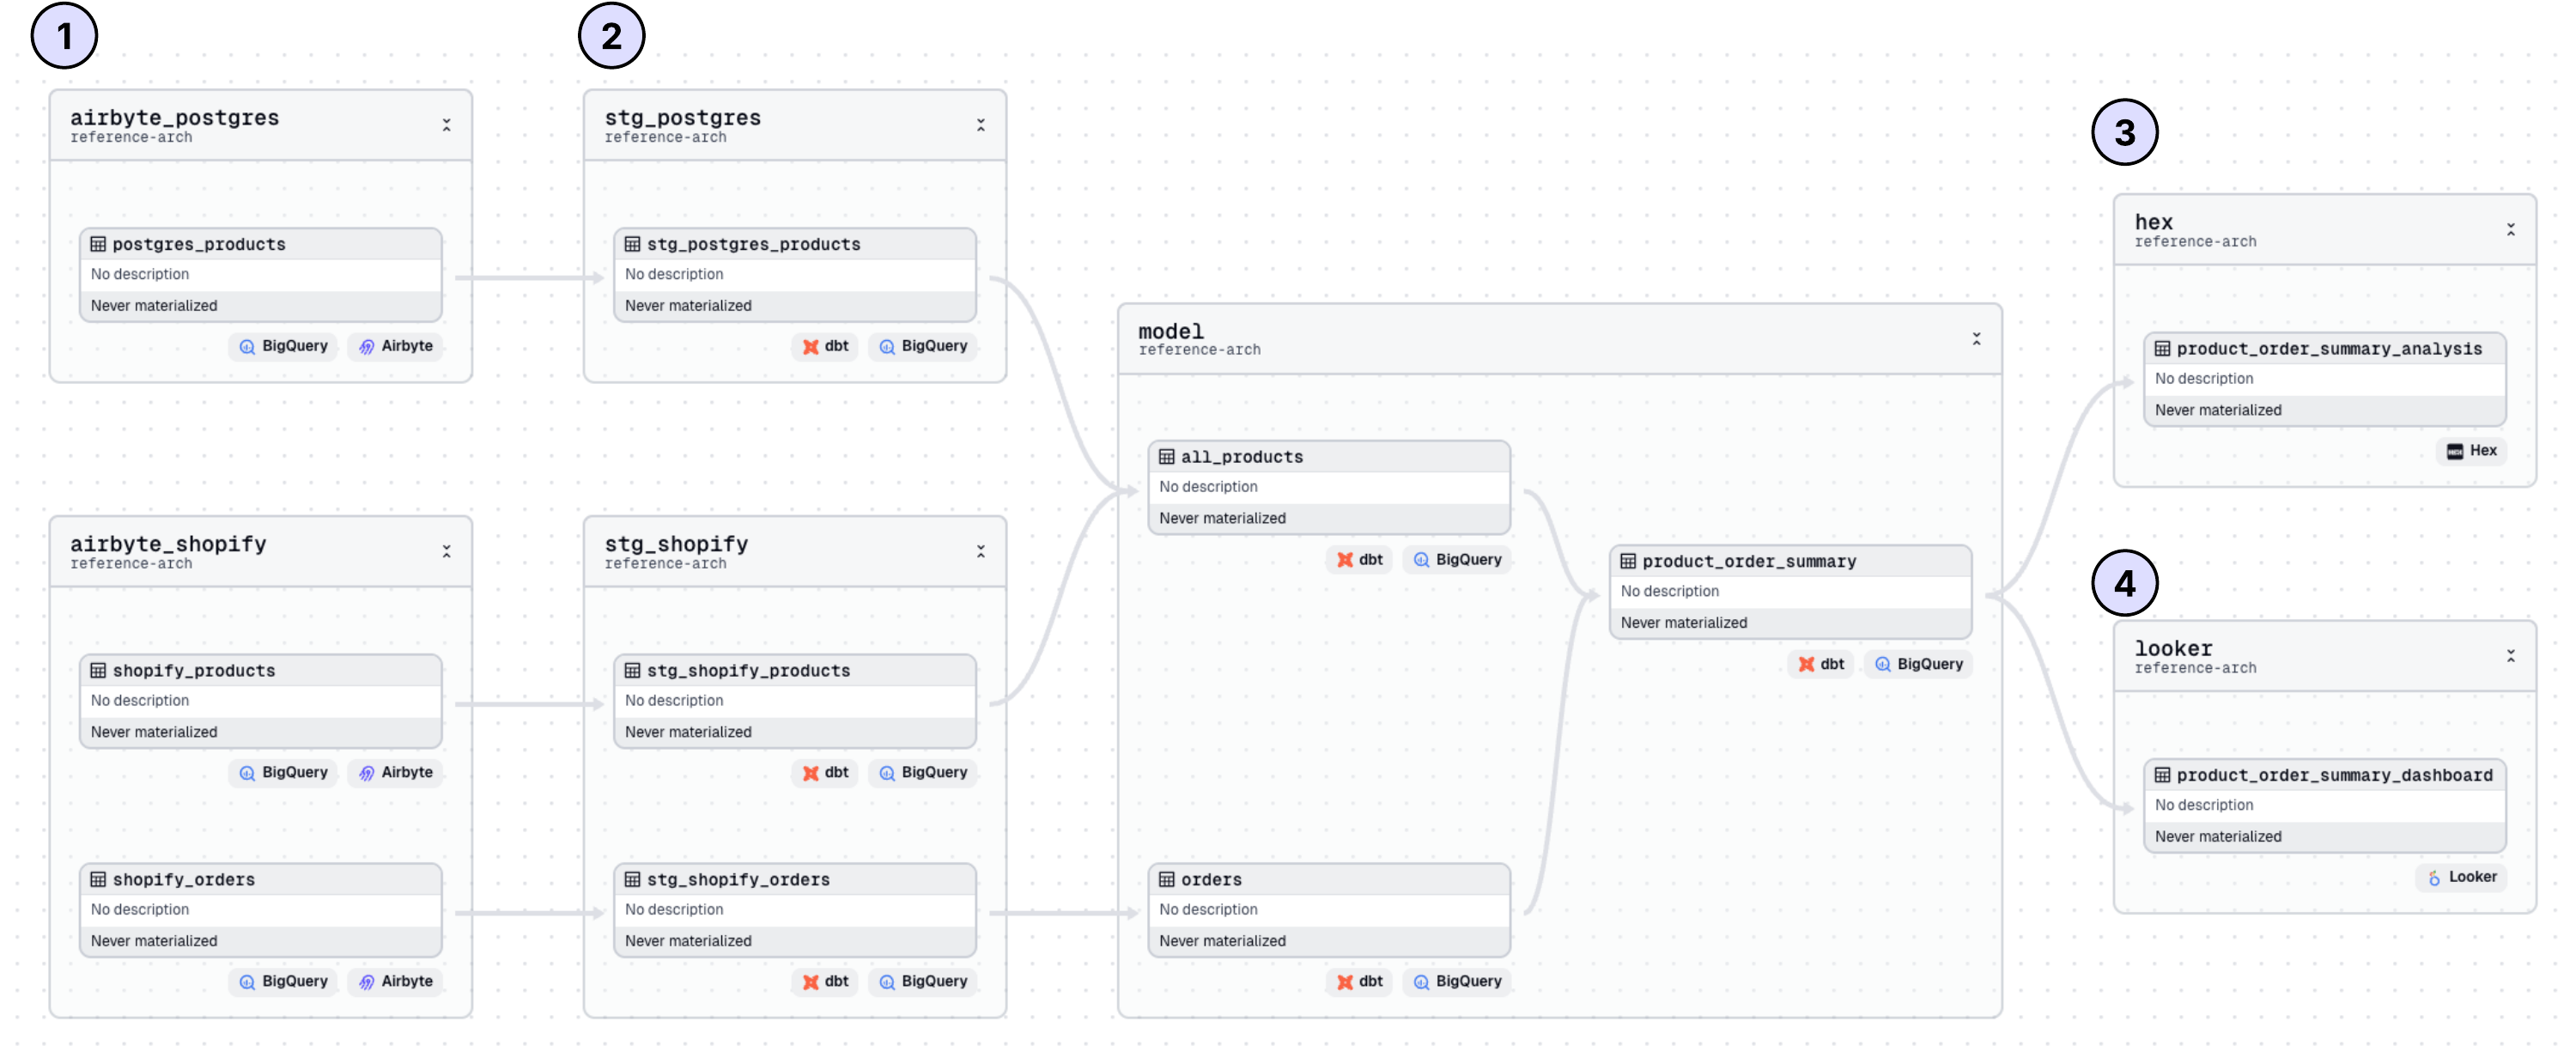 1
airbyte_postgres
reference-arch
postgres_products
No description
Never materialized
BigQuery Airbyte
airbyte_shopify
reference-arch
shopify_products
No description
Never materialized
BigQuery Airbyte
shopify_orders
No description
Never materialized
BigQuery Airbyte
2
stg_postgres
reference-arch
stg_postgres_products
No description
Never materialized
dbt BigQuery
stg_shopify
reference-arch
stg_shopify_products
No description
Never materialized
dbt BigQuery
stg_shopify_orders
No description
Never materialized
dbt BigQuery
model
reference-arch
all_products
No description
Never materialized
dbt BigQuery
orders
No description
Never materialized
dbt BigQuery
product_order_summary
No description
Never materialized
dbt BigQuery
3
hex
reference-arch
product_order_summary_analysis
No description
Never materialized
HEX Hex
4
looker
reference-arch
product_order_summary_dashboard
No description
Never materialized
Looker